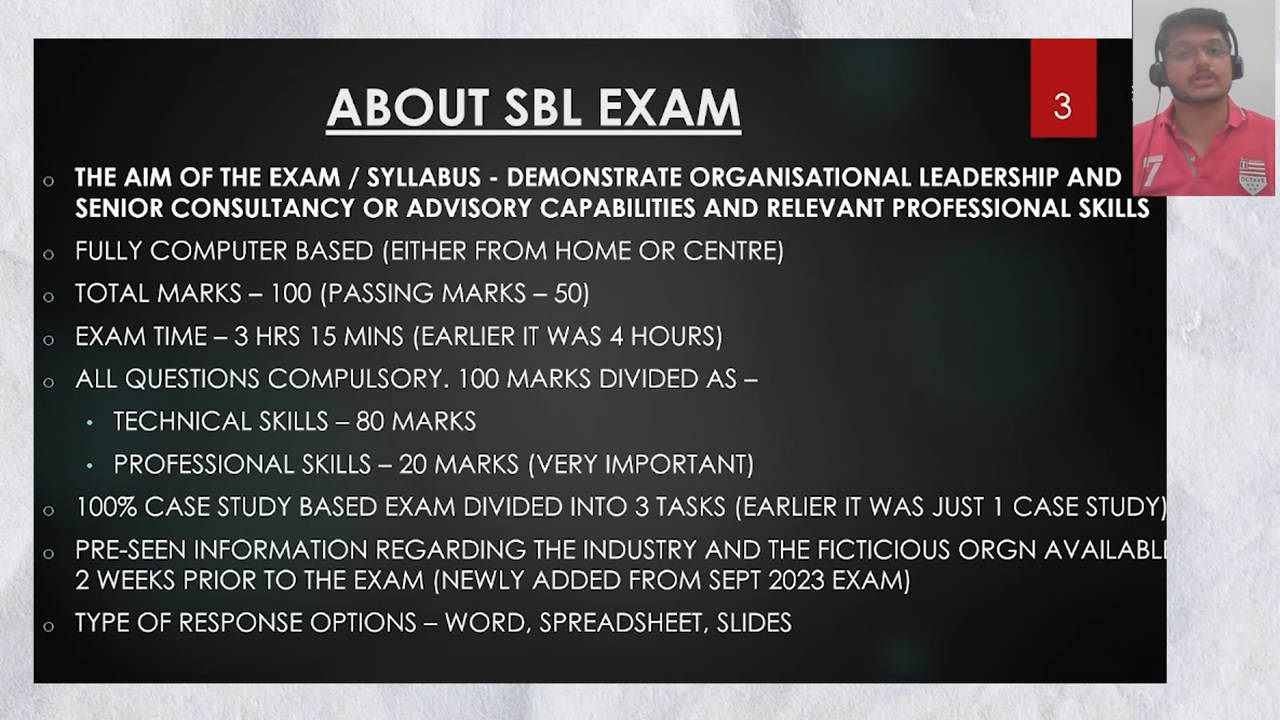 ABOUT SBL EXAM
3
THE AIM OF THE EXAM / SYLLABUS - DEMONSTRATE ORGANISATIONAL LEADERSHIP AND
SENIOR CONSULTANCY OR ADVISORY CAPABILITIES AND RELEVANT PROFESSIONAL SKILLS
FULLY COMPUTER BASED (EITHER FROM HOME OR CENTRE)
TOTAL MARKS – 100 (PASSING MARKS – 50)
EXAM TIME – 3 HRS 15 MINS (EARLIER IT WAS 4 HOURS)
ALL QUESTIONS COMPULSORY. 100 MARKS DIVIDED AS –
TECHNICAL SKILLS – 80 MARKS
PROFESSIONAL SKILLS – 20 MARKS (VERY IMPORTANT)
100% CASE STUDY BASED EXAM DIVIDED INTO 3 TASKS (EARLIER IT WAS JUST 1 CASE STUDY)
PRE-SEEN INFORMATION REGARDING THE INDUSTRY AND THE FICTICIOUS ORGN AVAILABLE
2 WEEKS PRIOR TO THE EXAM (NEWLY ADDED FROM SEPT 2023 EXAM)
TYPE OF RESPONSE OPTIONS – WORD, SPREADSHEET, SLIDES
7
OCTAVE